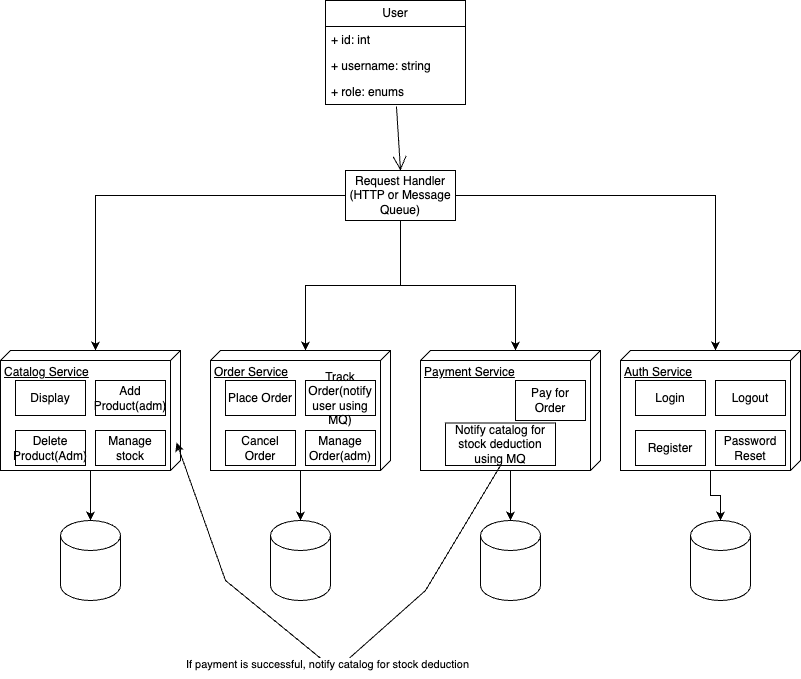 User
+ id: int
+ username: string
+ role: enums
Request Handler
(HTTP or Message
Queue)
Catalog Service
Display
Add
Product(adm)
Delete
Product(Adm)
Manage
stock
Order Service
Place Order
Track
Order(notify
user using
MQ)
Cancel
Order
Manage
Order(adm)
Payment Service
Pay for
Order
Notify catalog for
stock deduction
using MQ
Auth Service
Login
Logout
Register
Password
Reset
If payment is successful, notify catalog for stock deduction